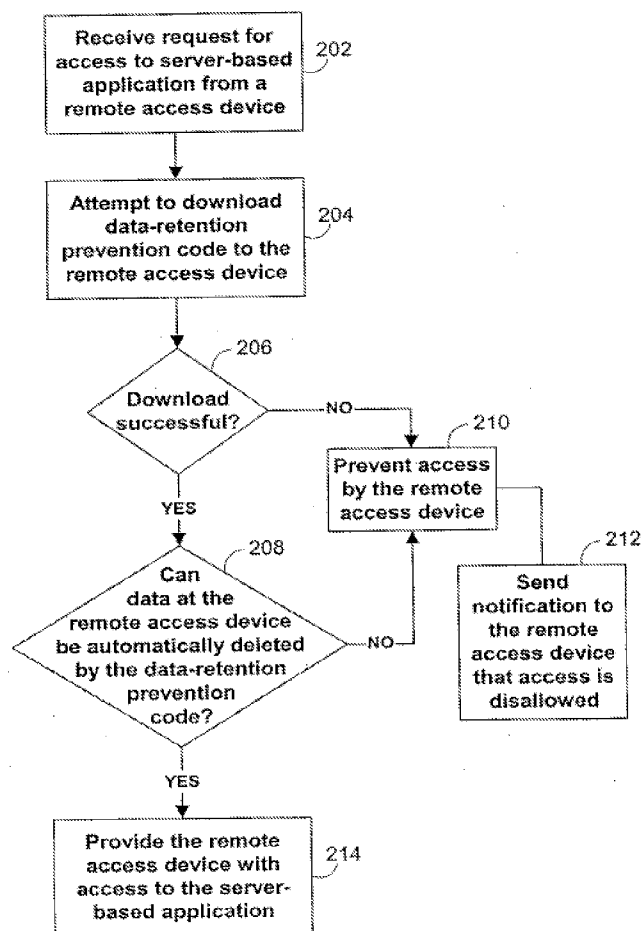 Receive request for
access to server-based
application from a
remote access device
202
Attempt to download
data-retention
prevention code to the
remote access device
204
206
Download
successful?
NO
210
Prevent access
by the remote
access device
YES
208
Can
data at the
remote access device
be automatically deleted
by the data-retention
prevention
code?
NO
212
Send
notification to
the remote
access device
that access is
disallowed
YES
Provide the remote
access device with
access to the server-
based application
214